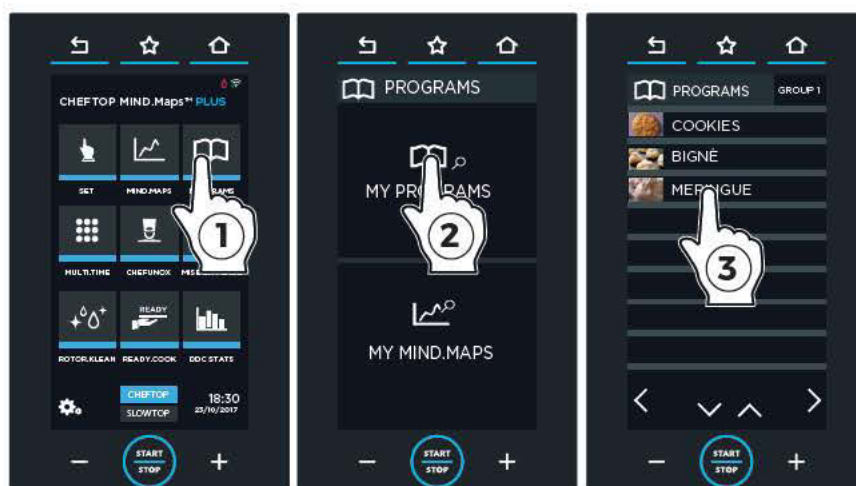 CHEFTOP MIND.Maps™ PLUS
SET MIND.MAPS
1
MULTI.TIME CHEFUNOX
ROTOR.KLEAN READY READY.COOK DDC STATS
CHEFTOP
SLOWTOP
18:30
23/10/2017
START
STOP
PROGRAMS
MY PROGRAMS
2
MY MIND.MAPS
START
STOP
PROGRAMS GROUP 1
COOKIES
BIGNÈ
MERINGUE
3
START
STOP